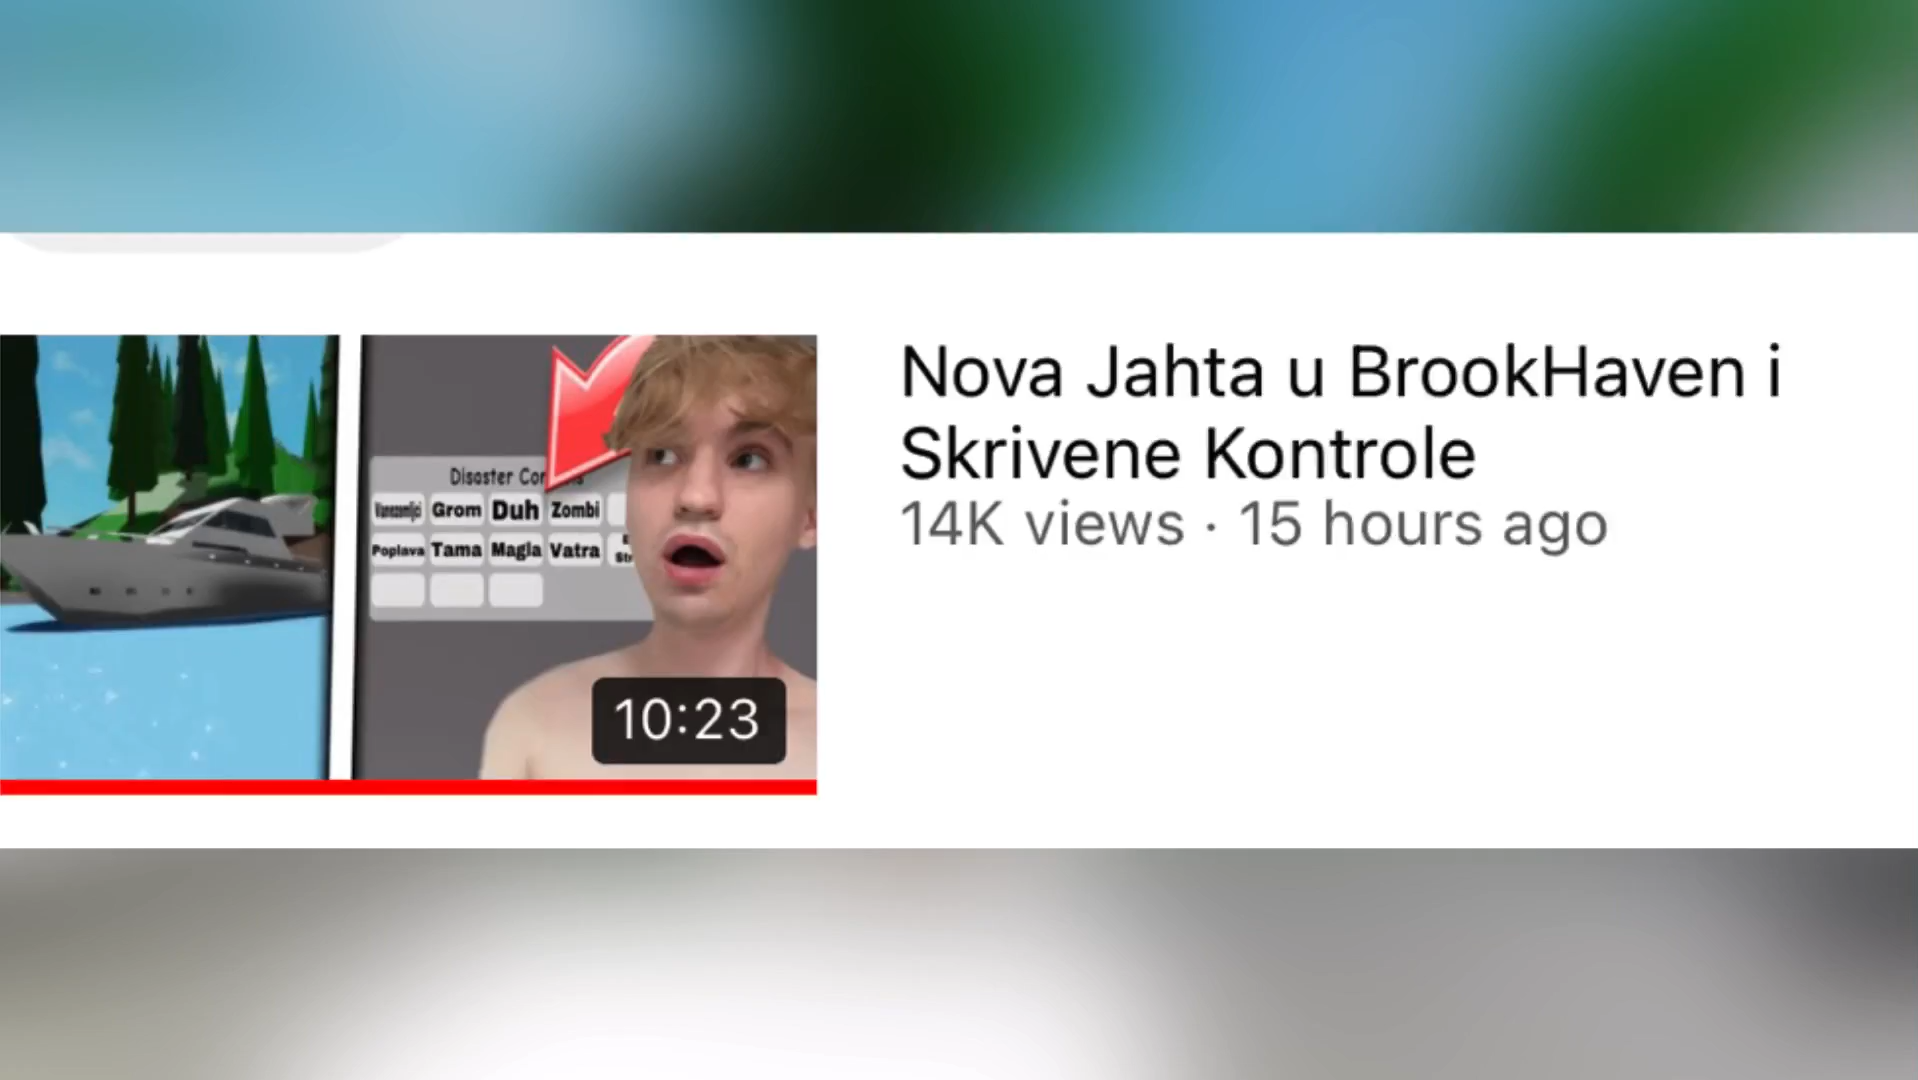 Nova Jahta u BrookHaven i
Skrivene Kontrole
14K views · 15 hours ago
Disaster
Vanzemljci Grom Duh Zombi
Poplava Tama Magla Vatra
10:23